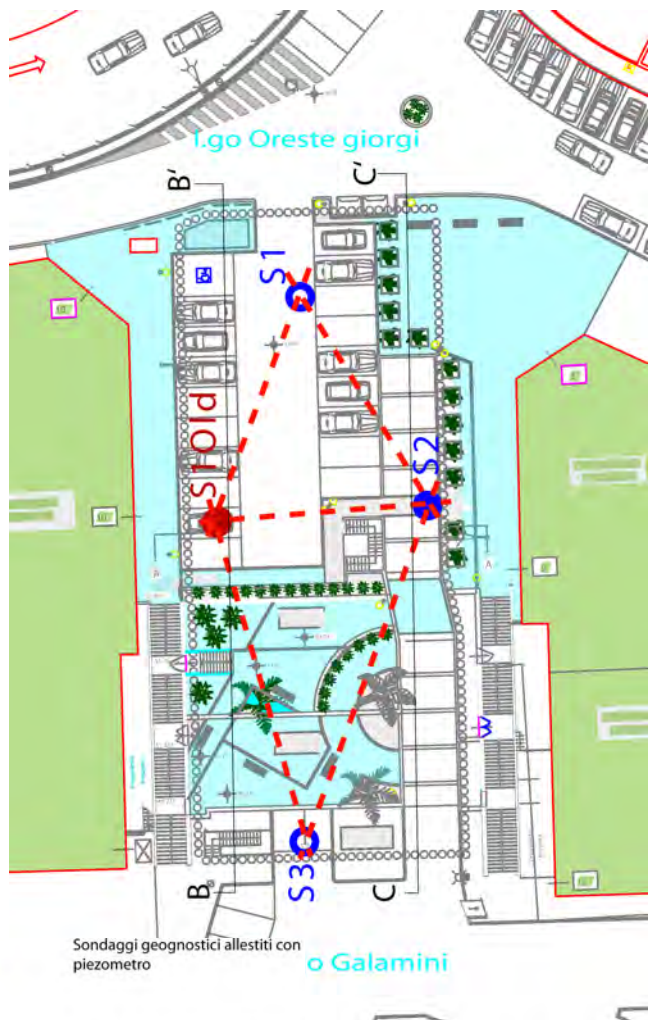 l.go Oreste giorgi
B'
C'
S1
S1Old
S2
A
A
S3
B
C
Sondaggi geognostici allestiti con
piezometro
o Galamini